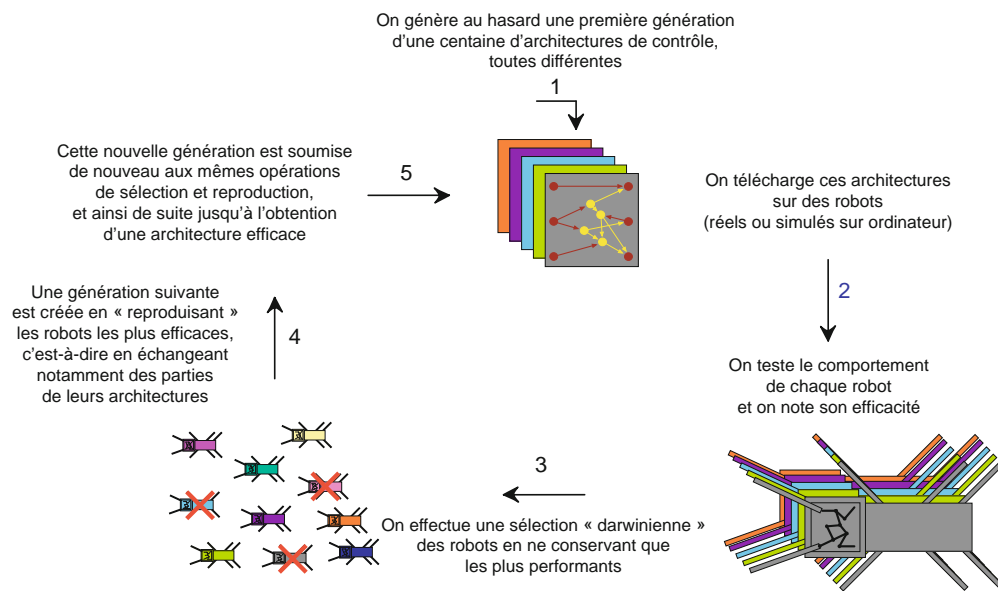 On génère au hasard une première génération
d'une centaine d'architectures de contrôle,
toutes différentes
1
On télécharge ces architectures
sur des robots
(réels ou simulés sur ordinateur)
2
On teste le comportement
de chaque robot
et on note son efficacité
3
On effectue une sélection « darwinienne »
des robots en ne conservant que
les plus performants
Une génération suivante
est créée en « reproduisant »
les robots les plus efficaces,
c'est-à-dire en échangeant
notamment des parties
de leurs architectures
4
Cette nouvelle génération est soumise
de nouveau aux mêmes opérations
de sélection et reproduction,
et ainsi de suite jusqu'à l'obtention
d'une architecture efficace
5